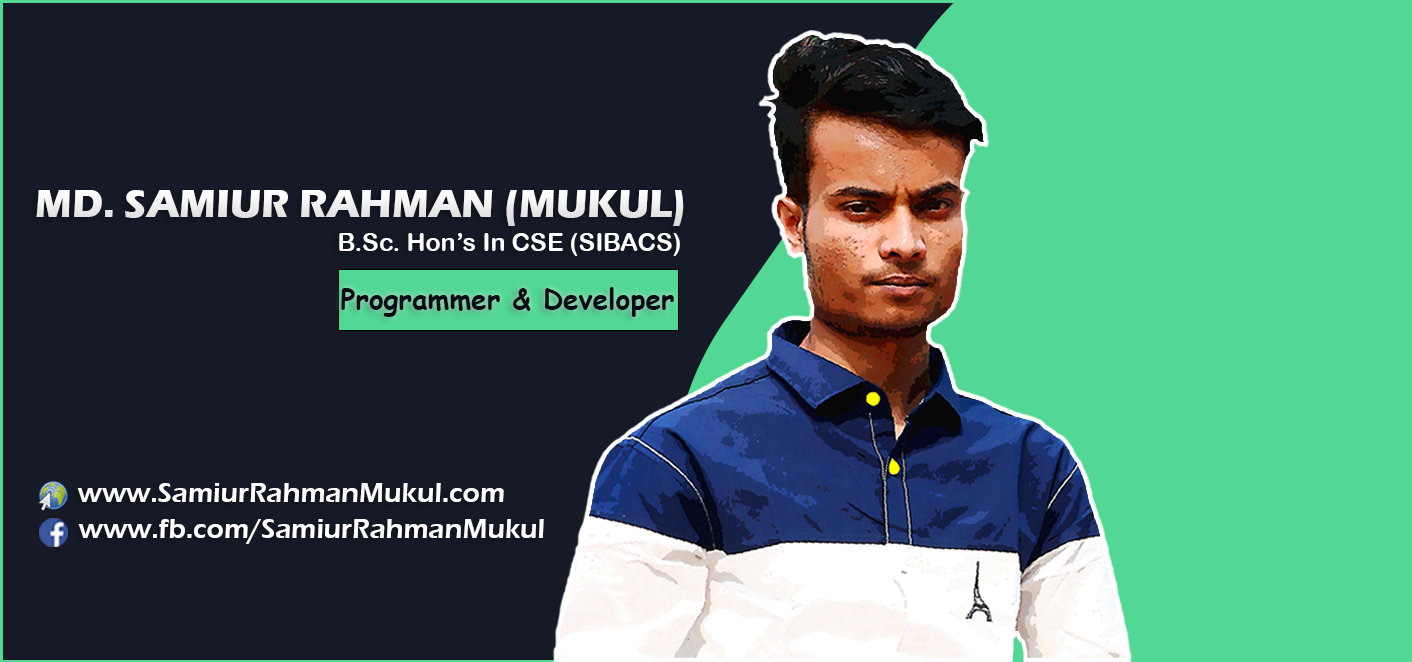 MD. SAMIUR RAHMAN (MUKUL)
B.Sc. Hon's In CSE (SIBACS)
Programmer & Developer
www.SamiurRahmanMukul.com
www.fb.com/SamiurRahmanMukul